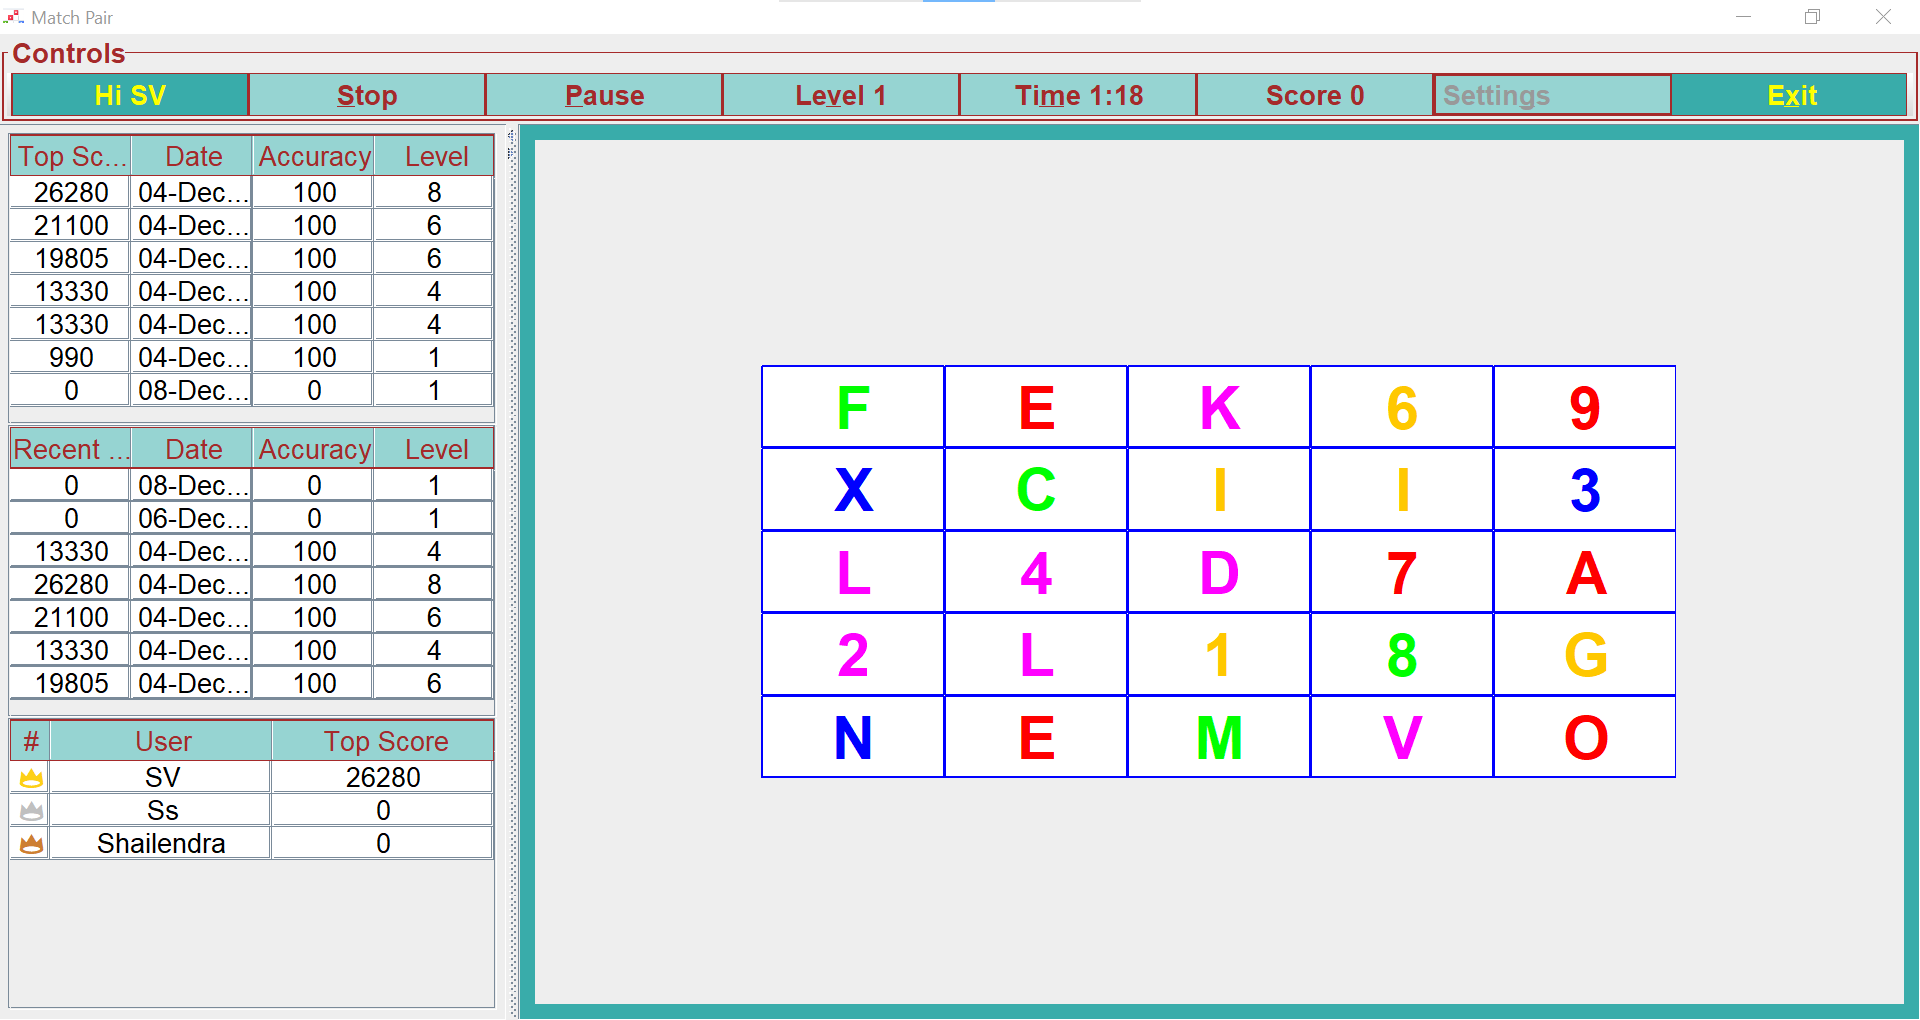 Match Pair
Controls
Hi SV Stop Pause Level 1 Time 1:18 Score 0 Settings Exit
Top Sc... Date Accuracy Level
26280 04-Dec... 100 8
21100 04-Dec... 100 6
19805 04-Dec... 100 6
13330 04-Dec... 100 4
13330 04-Dec... 100 4
990 04-Dec... 100 1
0 08-Dec... 0 1
Recent ... Date Accuracy Level
0 08-Dec... 0 1
0 06-Dec... 0 1
13330 04-Dec... 100 4
26280 04-Dec... 100 8
21100 04-Dec... 100 6
13330 04-Dec... 100 4
19805 04-Dec... 100 6
# User Top Score
SV 26280
Ss 0
Shailendra 0
F E K 6 9
X C I I 3
L 4 D 7 A
2 L 1 8 G
N E M V O